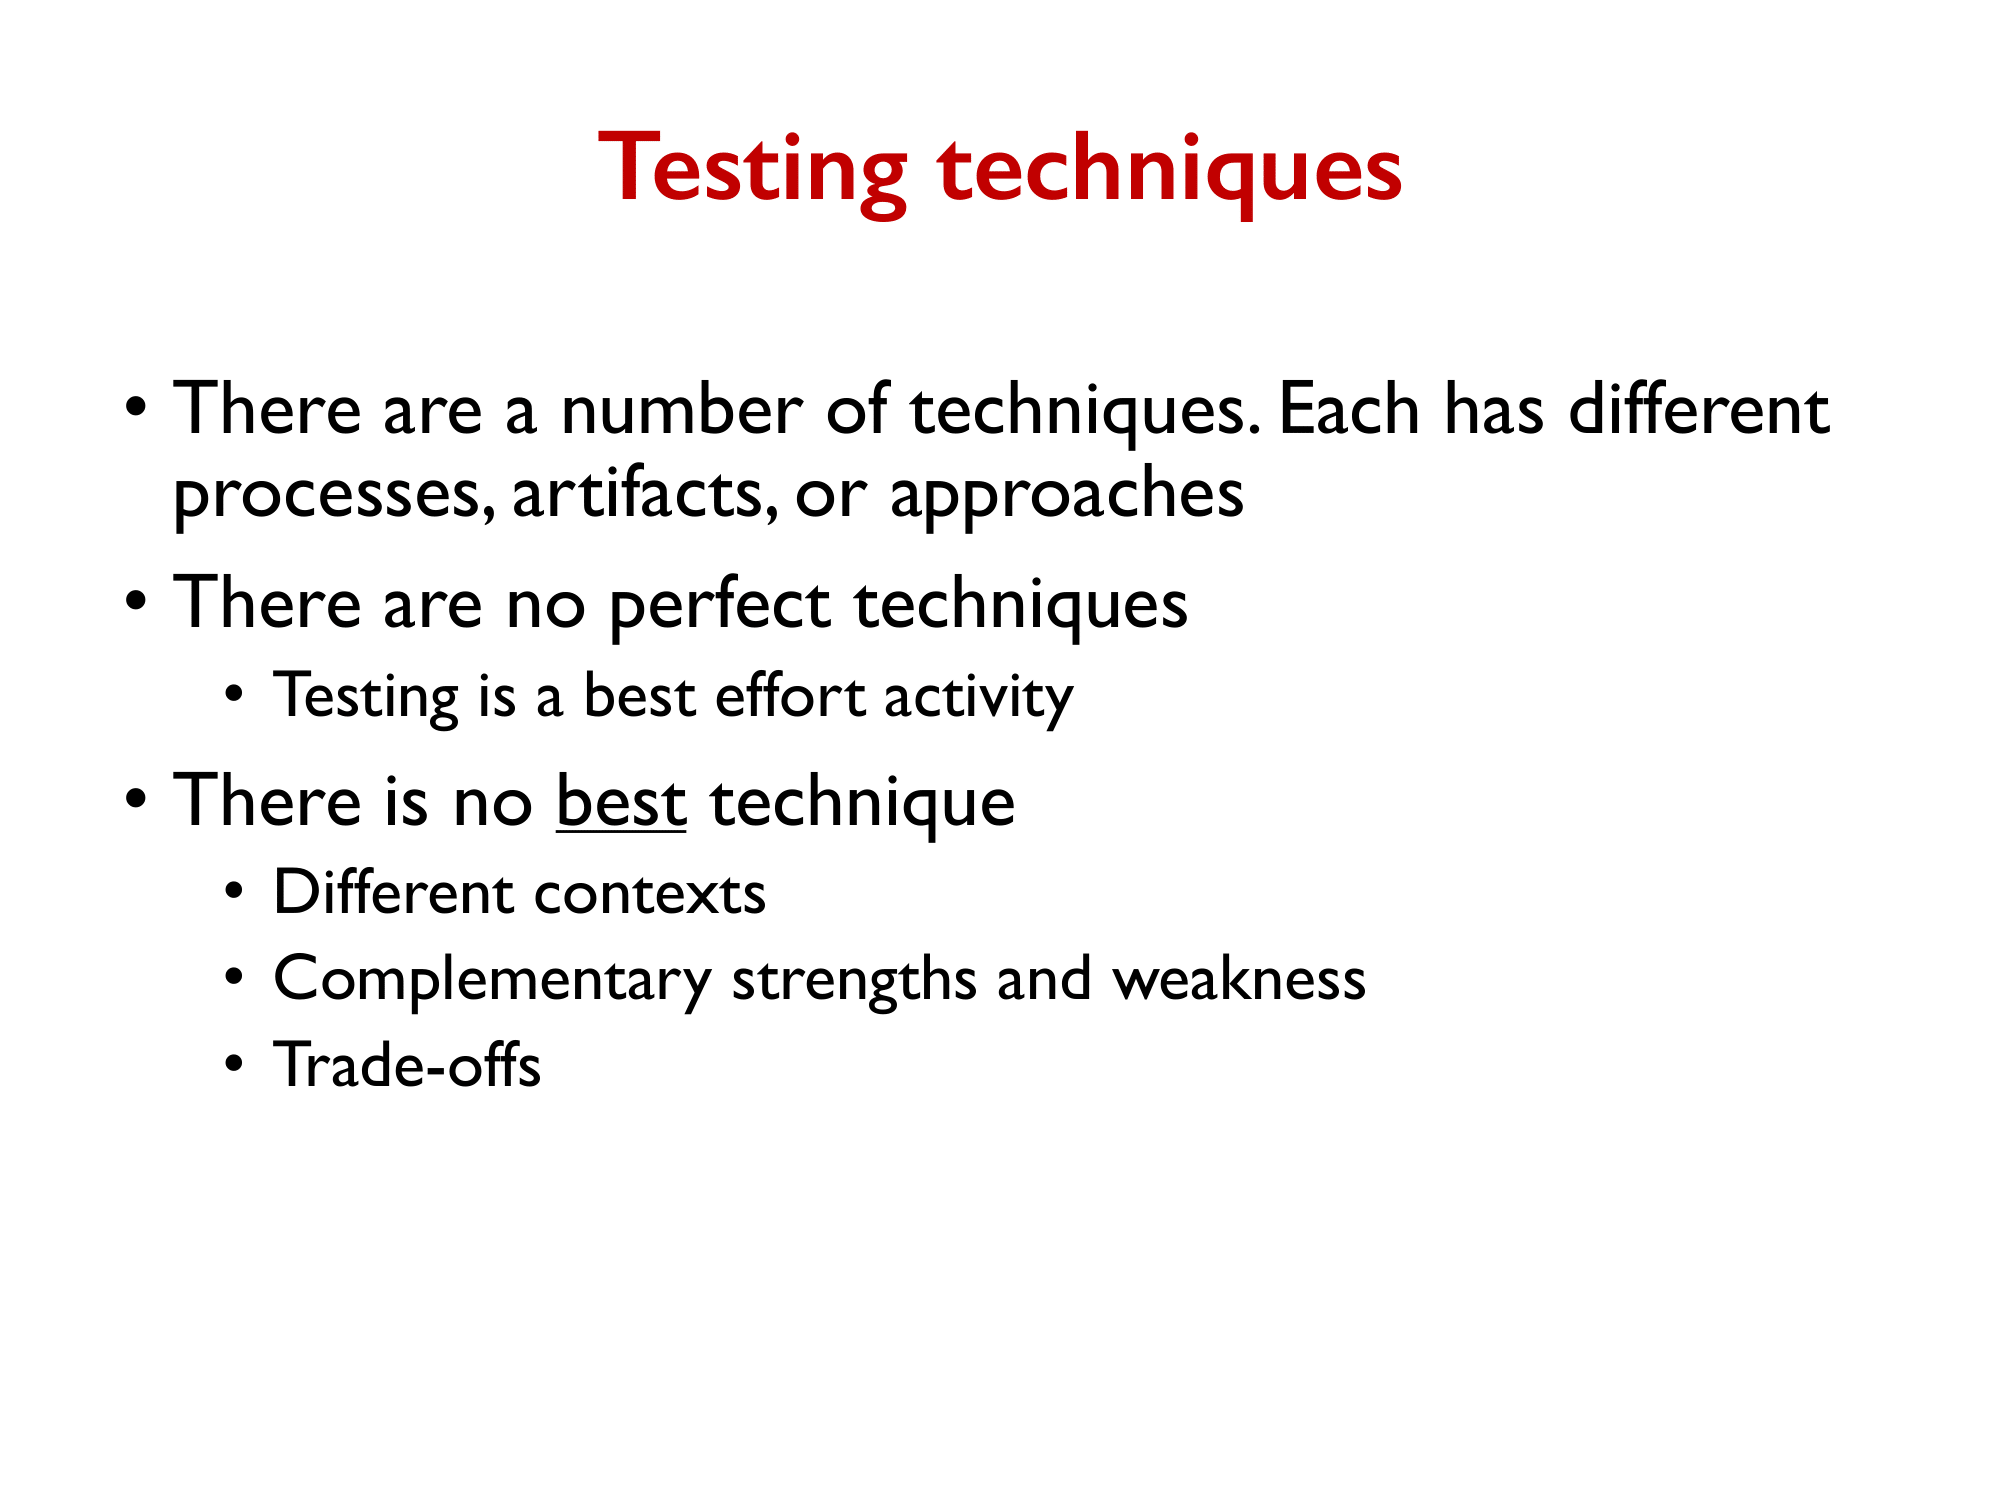 Testing techniques
• There are a number of techniques. Each has different
processes, artifacts, or approaches
• There are no perfect techniques
• Testing is a best effort activity
• There is no best technique
• Different contexts
• Complementary strengths and weakness
• Trade-offs